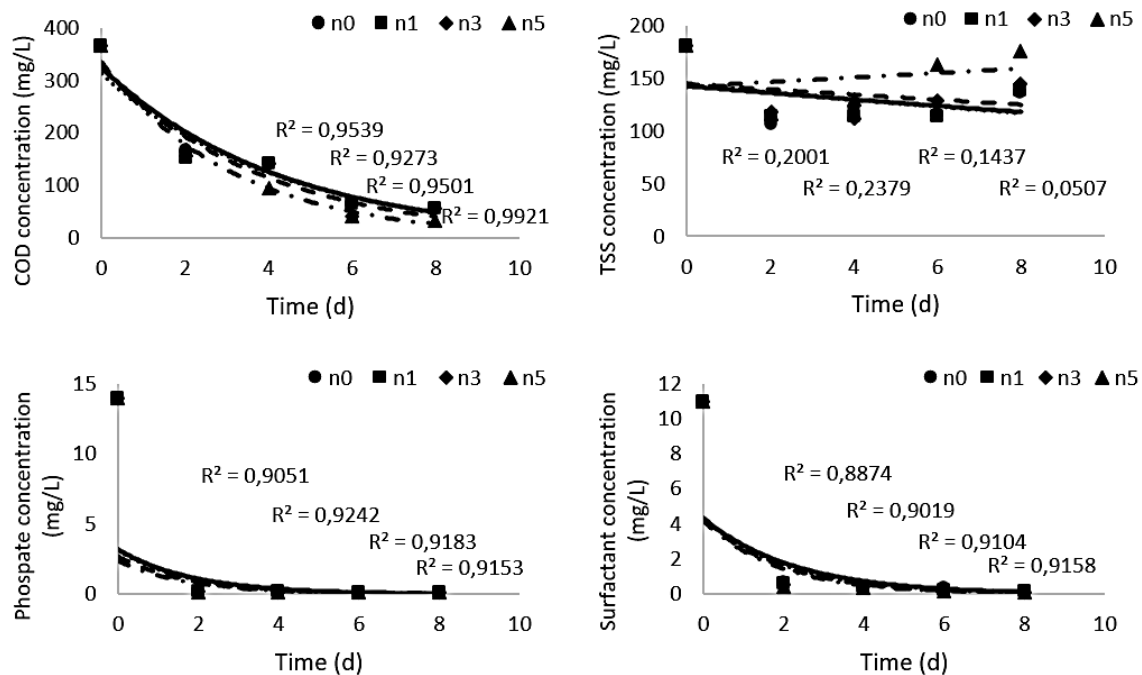 n0 n1 n3 n5
COD concentration (mg/L)
400
300
200
100
0
R² = 0,9539
R² = 0,9273
R² = 0,9501
R² = 0,9921
0 2 4 6 8 10
Time (d)
n0 n1 n3 n5
TSS concentration (mg/L)
200
150
100
50
0
R² = 0,2001
R² = 0,1437
R² = 0,2379
R² = 0,0507
0 2 4 6 8 10
Time (d)
n0 n1 n3 n5
Phospate concentration
(mg/L)
15
10
5
0
R² = 0,9051
R² = 0,9242
R² = 0,9183
R² = 0,9153
0 2 4 6 8 10
Time (d)
n0 n1 n3 n5
Surfactant concentration
(mg/L)
12
10
8
6
4
2
0
R² = 0,8874
R² = 0,9019
R² = 0,9104
R² = 0,9158
0 2 4 6 8 10
Time (d)